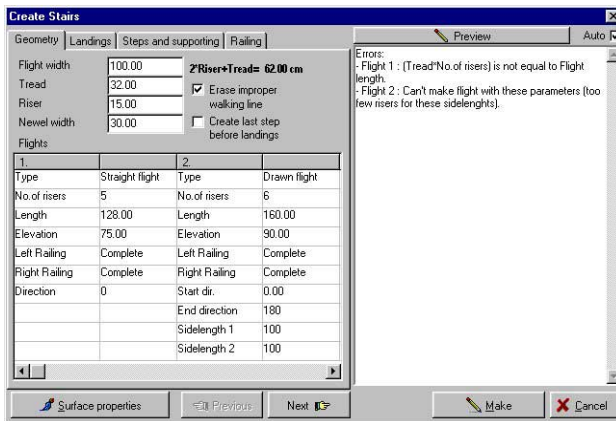 Create Stairs
Geometry Landings Steps and supporting Railing
Preview Auto
Flight width 100.00 2*Riser+Tread= 62.00 cm
Tread 32.00 Erase improper
Riser 15.00 walking line
Newel width 30.00 Create last step
before landings
Flights
1. 2.
Type Straight flight Type Drawn flight
No.of risers 5 No.of risers 6
Length 128.00 Length 160.00
Elevation 75.00 Elevation 90.00
Left Railing Complete Left Railing Complete
Right Railing Complete Right Railing Complete
Direction 0 Start dir. 0.00
End direction 180
Sidelength 1 100
Sidelength 2 100
Errors:
- Flight 1 : (Tread*No.of risers) is not equal to Flight
length.
- Flight 2 : Can't make flight with these parameters (too
few risers for these sidelenghts).
Surface properties Previous Next Make Cancel